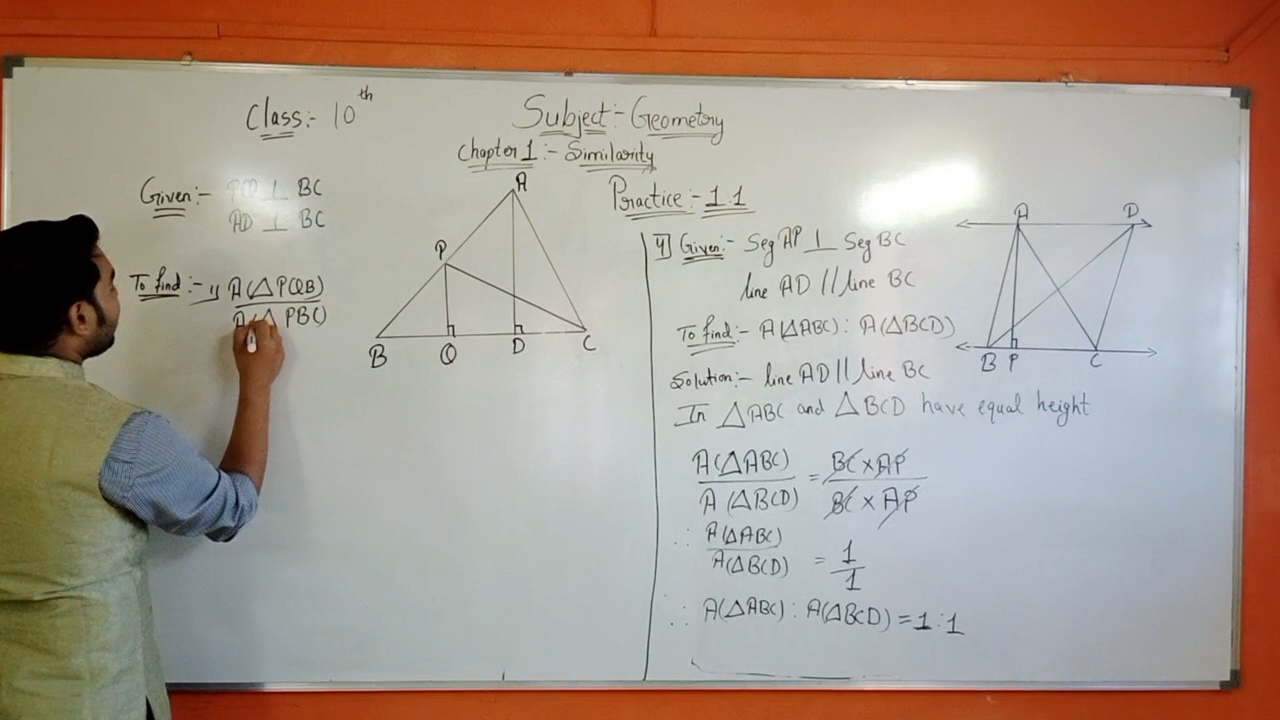 Class:- 10th
Subject:- Geometry
Chapter 1:- Similarity
Practice:- 1.1
Given:- PQ ⊥ BC
AD ⊥ BC
To find:- 1) A(△PQB)
A(△PBC)
A
P
B Q D C
4) Given:- Seg AP ⊥ Seg BC
line AD // line BC
To find:- A(△ABC) : A(△BCD)
Solution:- line AD // line BC
In △ABC and △BCD have equal height
A(△ABC) = BC × AP
A(△BCD) BC × AP
∴ A(△ABC) = 1
A(△BCD) 1
∴ A(△ABC) : A(△BCD) = 1:1
A D
B P C